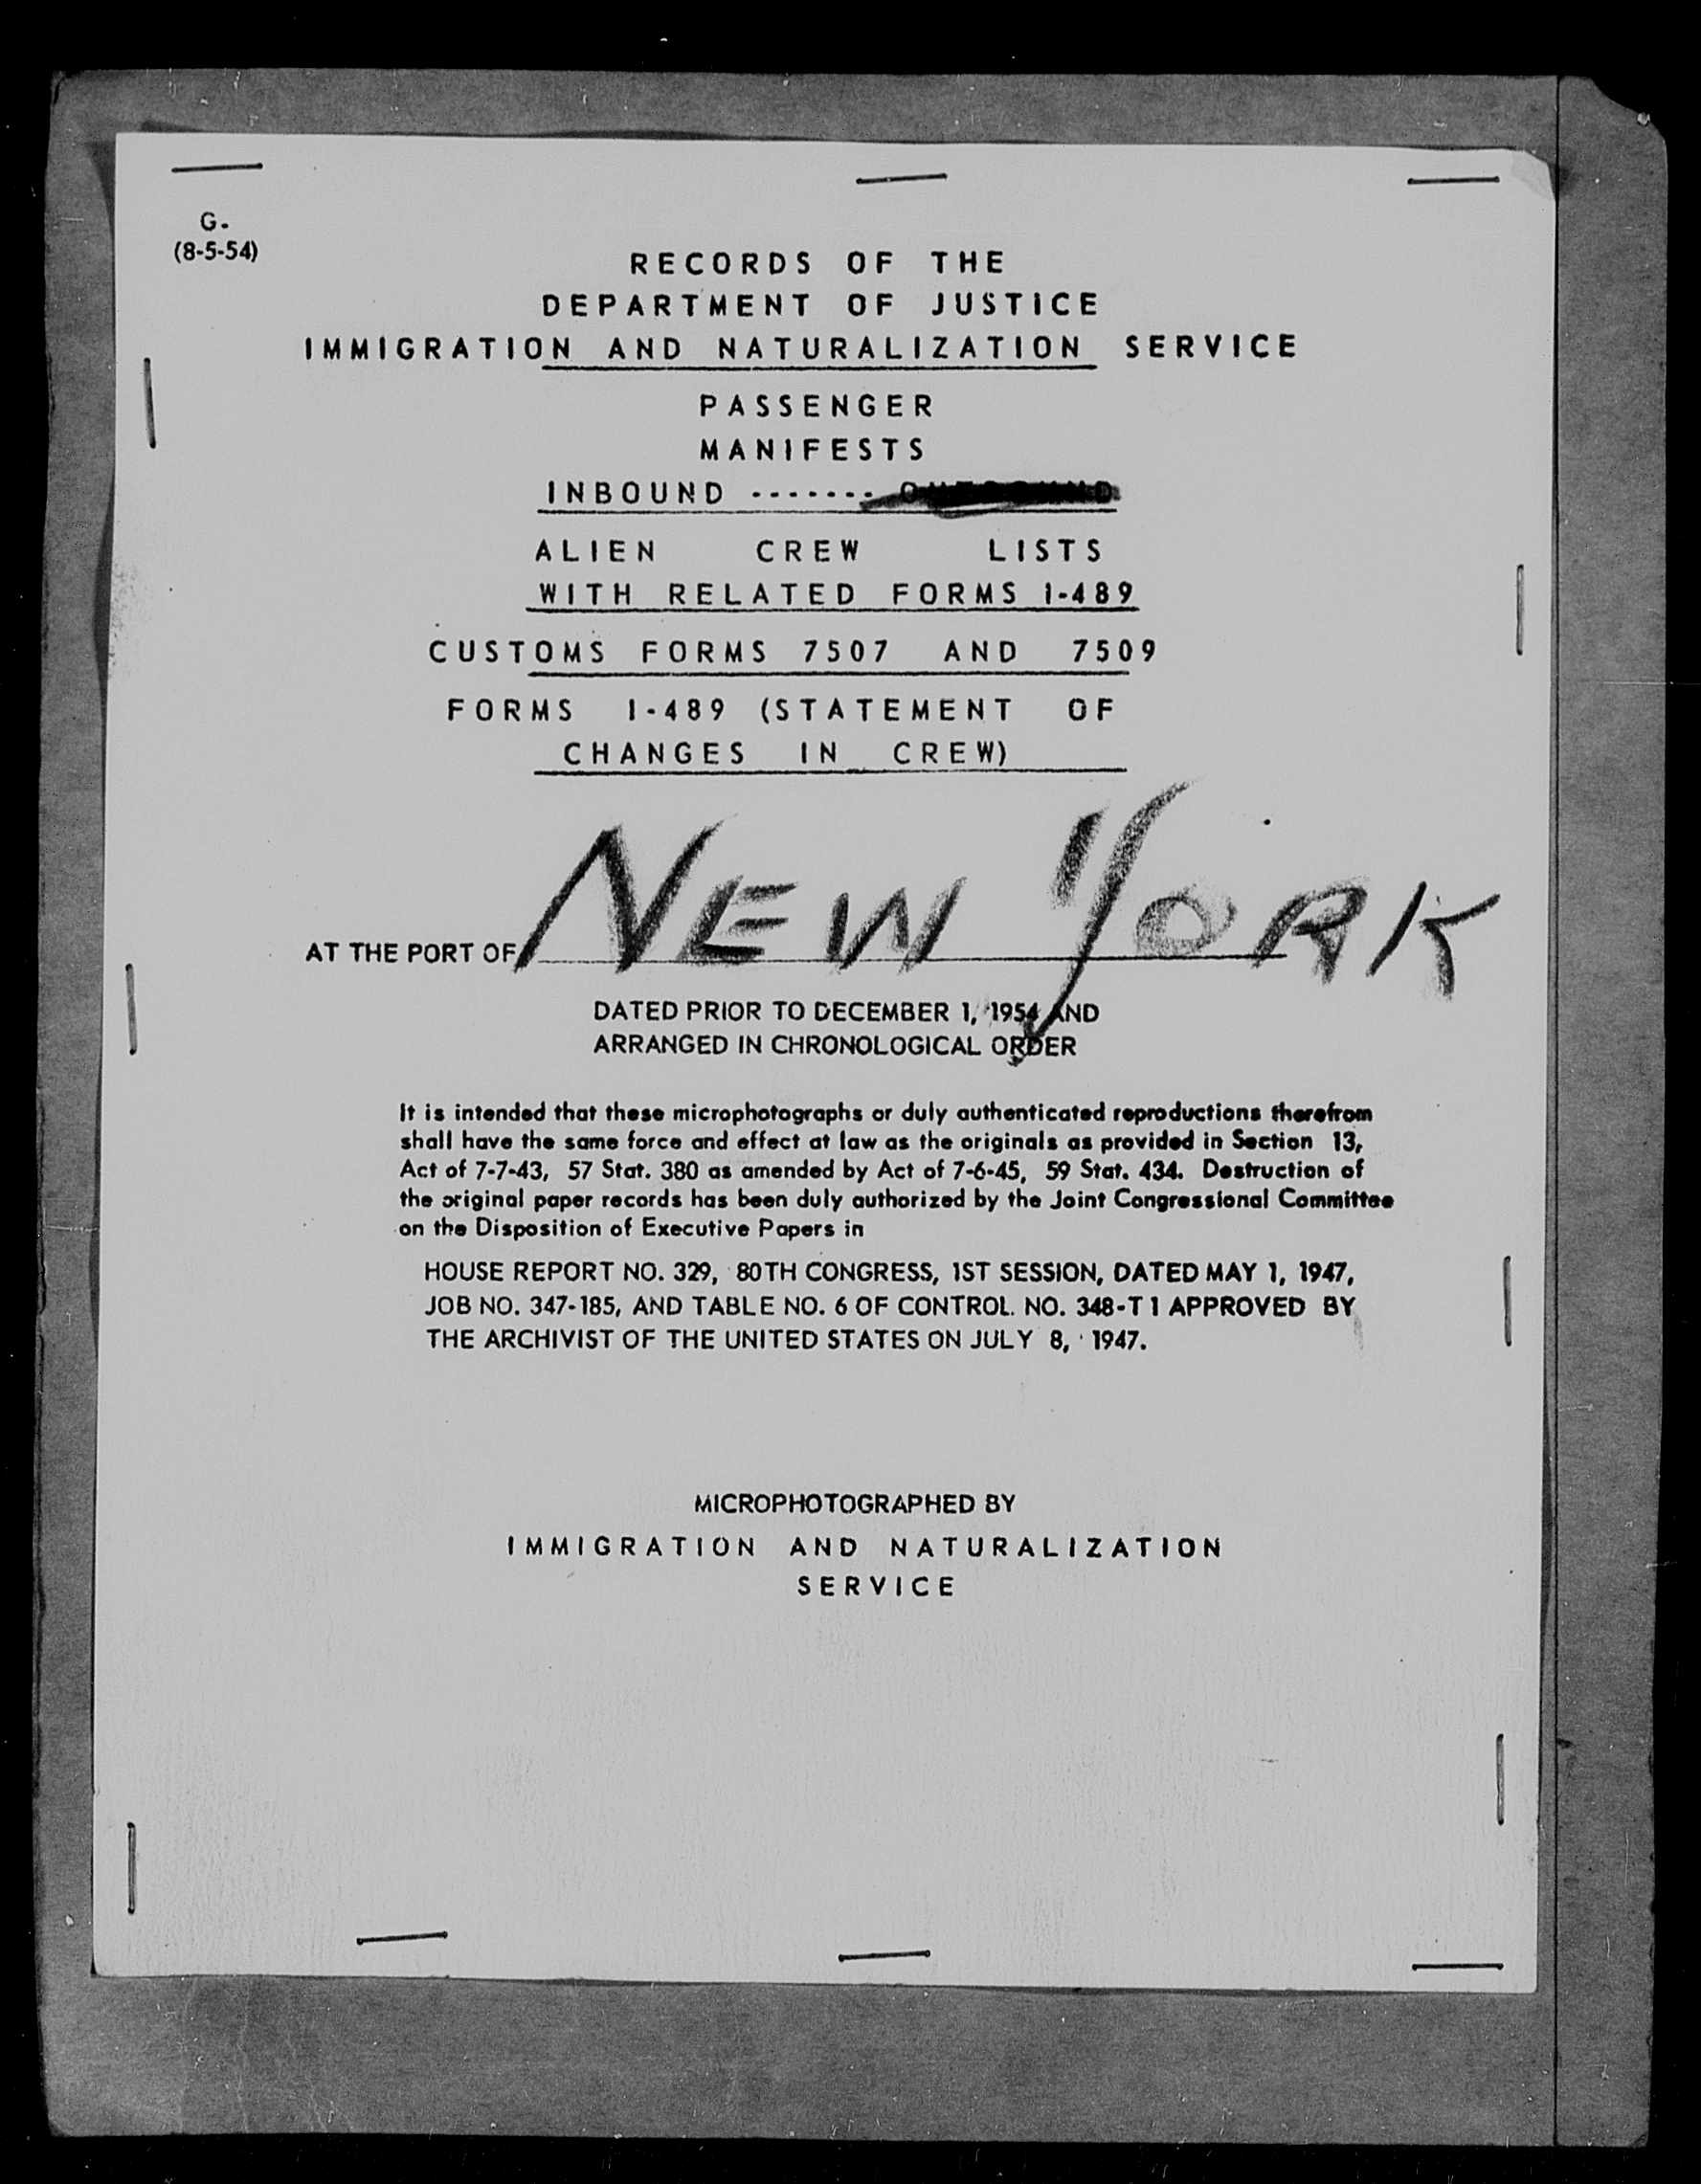 G.
(8-5-54)
RECORDS OF THE
DEPARTMENT OF JUSTICE
IMMIGRATION AND NATURALIZATION SERVICE
PASSENGER
MANIFESTS
INBOUND -------
ALIEN CREW LISTS
WITH RELATED FORMS I-489
CUSTOMS FORMS 7507 AND 7509
FORMS I-489 (STATEMENT OF
CHANGES IN CREW)
AT THE PORT OF NEW YORK
DATED PRIOR TO DECEMBER 1, 1954 AND
ARRANGED IN CHRONOLOGICAL ORDER
It is intended that these microphotographs or duly authenticated reproductions therefrom
shall have the same force and effect at law as the originals as provided in Section 13,
Act of 7-7-43, 57 Stat. 380 as amended by Act of 7-6-45, 59 Stat. 434. Destruction of
the original paper records has been duly authorized by the Joint Congressional Committee
on the Disposition of Executive Papers in
HOUSE REPORT NO. 329, 80TH CONGRESS, 1ST SESSION, DATED MAY 1, 1947,
JOB NO. 347-185, AND TABLE NO. 6 OF CONTROL. NO. 348-T1 APPROVED BY
THE ARCHIVIST OF THE UNITED STATES ON JULY 8, 1947.
MICROPHOTOGRAPHED BY
IMMIGRATION AND NATURALIZATION
SERVICE